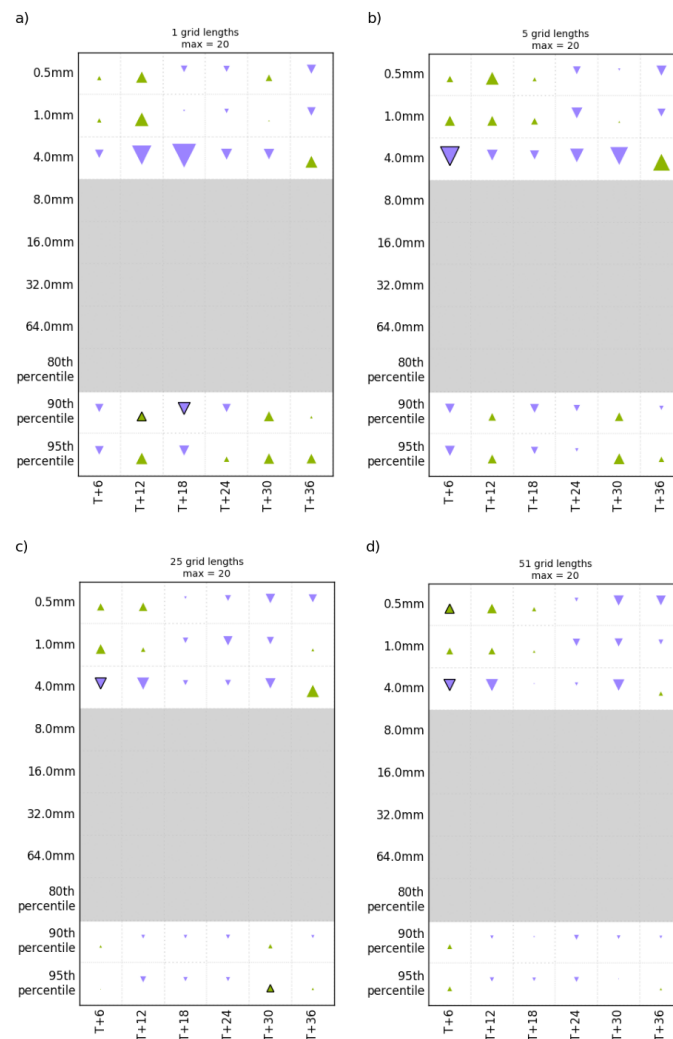 a)
1 grid lengths
max = 20
0.5mm
1.0mm
4.0mm
8.0mm
16.0mm
32.0mm
64.0mm
80th
percentile
90th
percentile
95th
percentile
T+6
T+12
T+18
T+24
T+30
T+36
b)
5 grid lengths
max = 20
0.5mm
1.0mm
4.0mm
8.0mm
16.0mm
32.0mm
64.0mm
80th
percentile
90th
percentile
95th
percentile
T+6
T+12
T+18
T+24
T+30
T+36
c)
25 grid lengths
max = 20
0.5mm
1.0mm
4.0mm
8.0mm
16.0mm
32.0mm
64.0mm
80th
percentile
90th
percentile
95th
percentile
T+6
T+12
T+18
T+24
T+30
T+36
d)
51 grid lengths
max = 20
0.5mm
1.0mm
4.0mm
8.0mm
16.0mm
32.0mm
64.0mm
80th
percentile
90th
percentile
95th
percentile
T+6
T+12
T+18
T+24
T+30
T+36